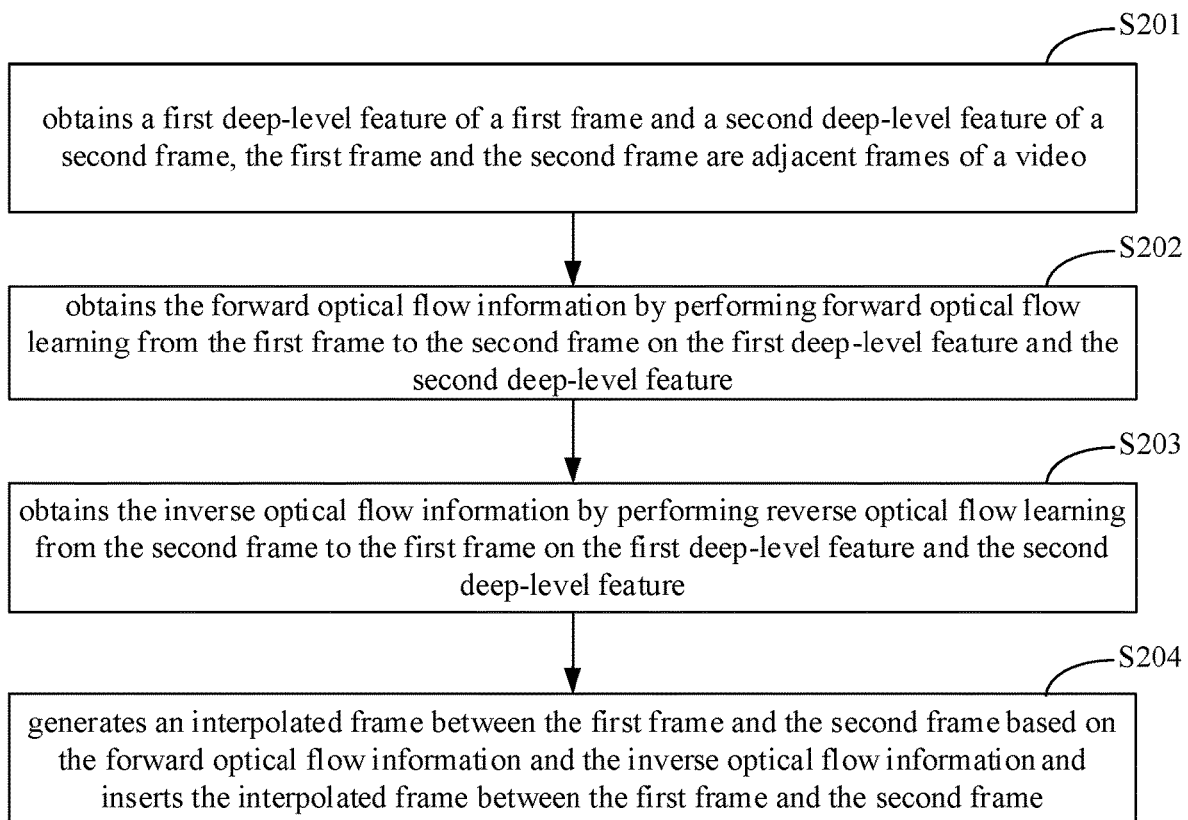 S201
obtains a first deep-level feature of a first frame and a second deep-level feature of a
second frame, the first frame and the second frame are adjacent frames of a video
S202
obtains the forward optical flow information by performing forward optical flow
learning from the first frame to the second frame on the first deep-level feature and the
second deep-level feature
S203
obtains the inverse optical flow information by performing reverse optical flow learning
from the second frame to the first frame on the first deep-level feature and the second
deep-level feature
S204
generates an interpolated frame between the first frame and the second frame based on
the forward optical flow information and the inverse optical flow information and
inserts the interpolated frame between the first frame and the second frame